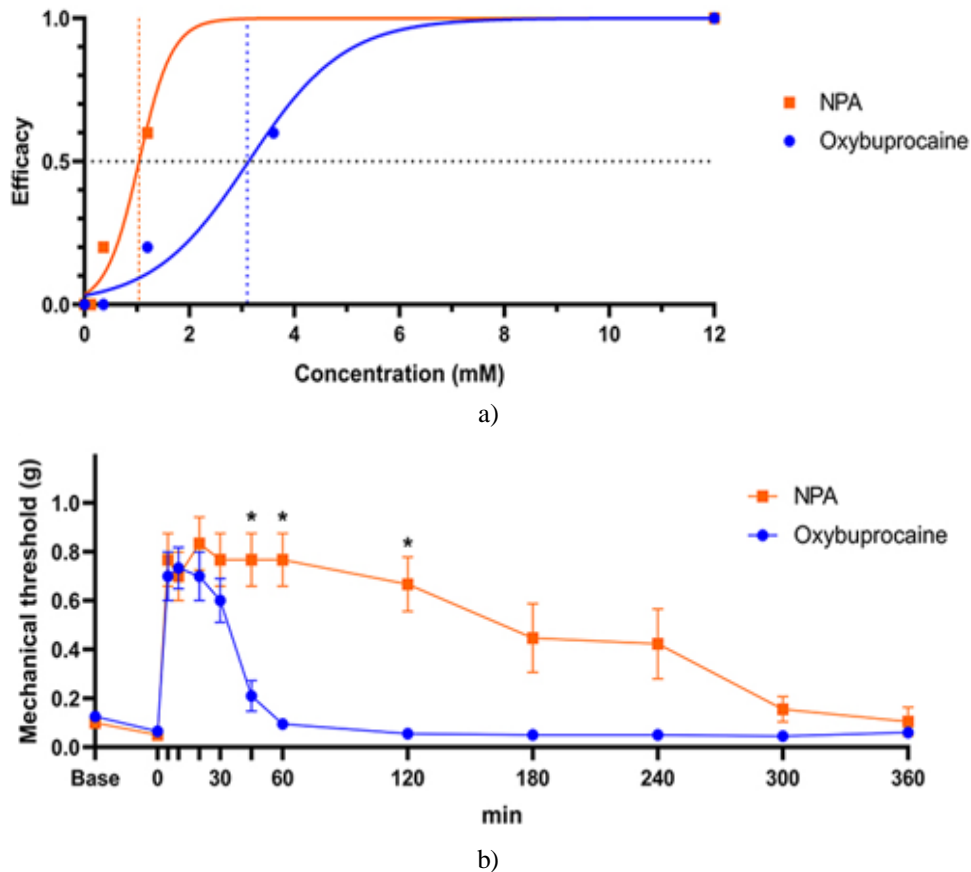 1.0
0.5
0.0
Efficacy
0 2 4 6 8 10 12
Concentration (mM)
NPA
Oxybuprocaine
a)
Mechanical threshold (g)
1.0
0.8
0.6
0.4
0.2
0.0
* * *
NPA
Oxybuprocaine
Base 0 30 60 120 180 240 300 360
min
b)